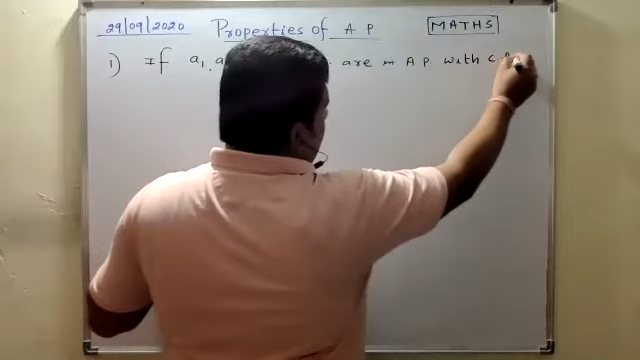 29/09/2020 Properties of A P MATHS
1) If a1, a are in A P with c